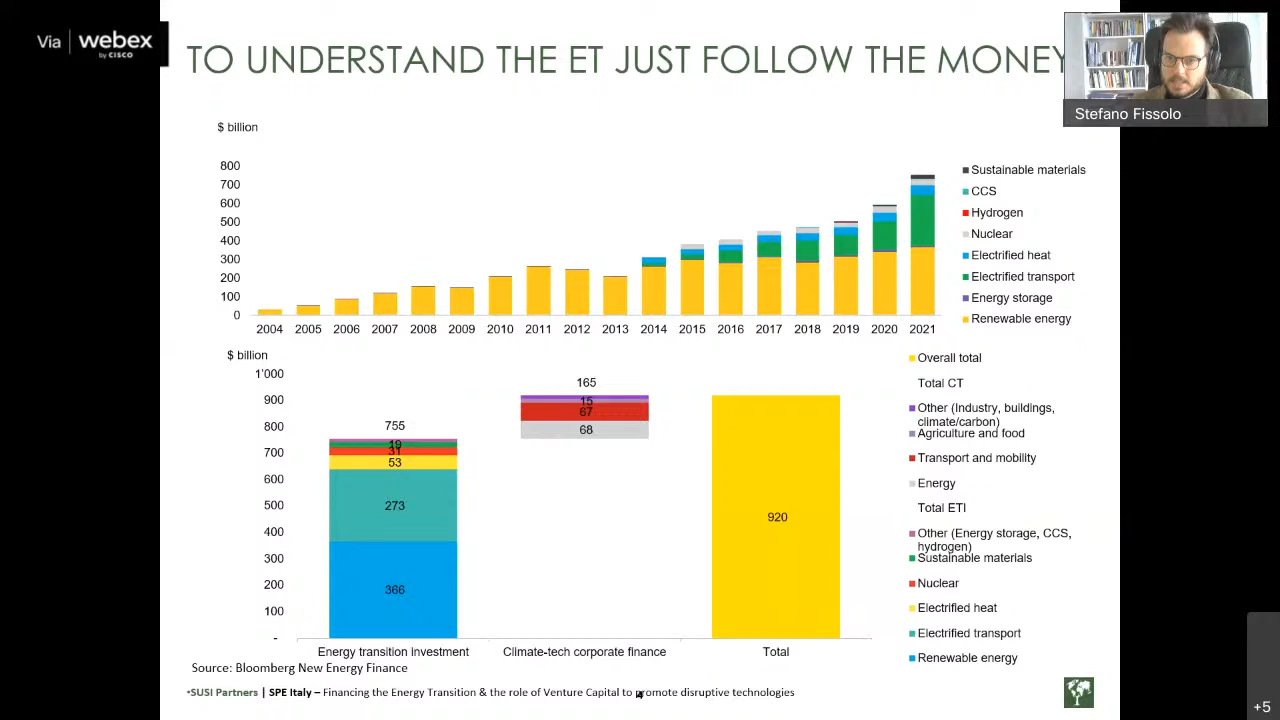 Via webex
by CISCO
TO UNDERSTAND THE ET JUST FOLLOW THE MONEY
Stefano Fissolo
$ billion
800
700
600
500
400
300
200
100
0
2004 2005 2006 2007 2008 2009 2010 2011 2012 2013 2014 2015 2016 2017 2018 2019 2020 2021
Sustainable materials
CCS
Hydrogen
Nuclear
Electrified heat
Electrified transport
Energy storage
Renewable energy
$ billion
1'000
900
800
700
600
500
400
300
200
100
-
755
19
31
53
273
366
165
15
67
68
920
Energy transition investment Climate-tech corporate finance Total
Overall total
Total CT
Other (Industry, buildings,
climate/carbon)
Agriculture and food
Transport and mobility
Energy
Total ETI
Other (Energy storage, CCS,
hydrogen)
Sustainable materials
Nuclear
Electrified heat
Electrified transport
Renewable energy
Source: Bloomberg New Energy Finance
•SUSI Partners | SPE Italy – Financing the Energy Transition & the role of Venture Capital to promote disruptive technologies
4
+5